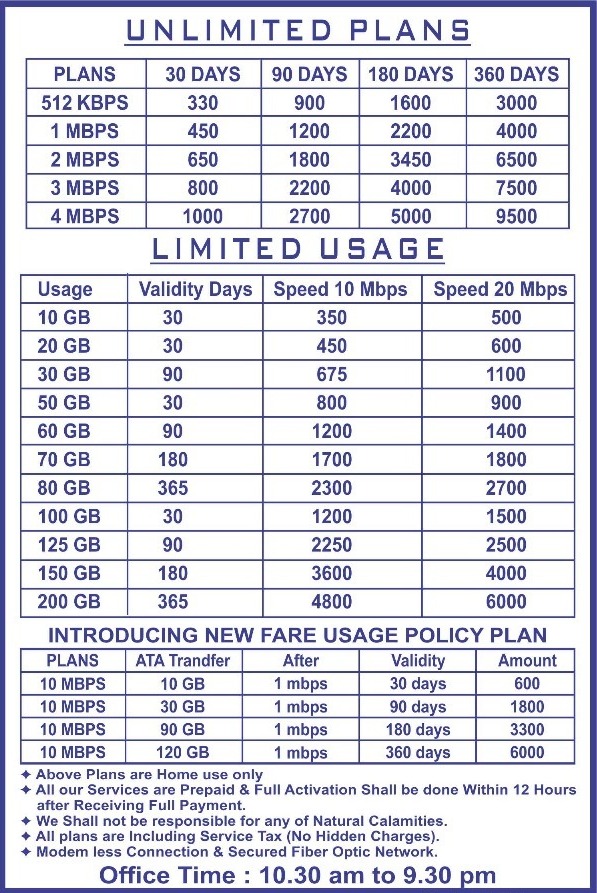 UNLIMITED PLANS
PLANS 30 DAYS 90 DAYS 180 DAYS 360 DAYS
512 KBPS 330 900 1600 3000
1 MBPS 450 1200 2200 4000
2 MBPS 650 1800 3450 6500
3 MBPS 800 2200 4000 7500
4 MBPS 1000 2700 5000 9500
LIMITED USAGE
Usage Validity Days Speed 10 Mbps Speed 20 Mbps
10 GB 30 350 500
20 GB 30 450 600
30 GB 90 675 1100
50 GB 30 800 900
60 GB 90 1200 1400
70 GB 180 1700 1800
80 GB 365 2300 2700
100 GB 30 1200 1500
125 GB 90 2250 2500
150 GB 180 3600 4000
200 GB 365 4800 6000
INTRODUCING NEW FARE USAGE POLICY PLAN
PLANS ATA Trandfer After Validity Amount
10 MBPS 10 GB 1 mbps 30 days 600
10 MBPS 30 GB 1 mbps 90 days 1800
10 MBPS 90 GB 1 mbps 180 days 3300
10 MBPS 120 GB 1 mbps 360 days 6000
✦ Above Plans are Home use only
✦ All our Services are Prepaid & Full Activation Shall be done Within 12 Hours
after Receiving Full Payment.
✦ We Shall not be responsible for any of Natural Calamities.
✦ All plans are Including Service Tax (No Hidden Charges).
✦ Modem less Connection & Secured Fiber Optic Network.
Office Time : 10.30 am to 9.30 pm